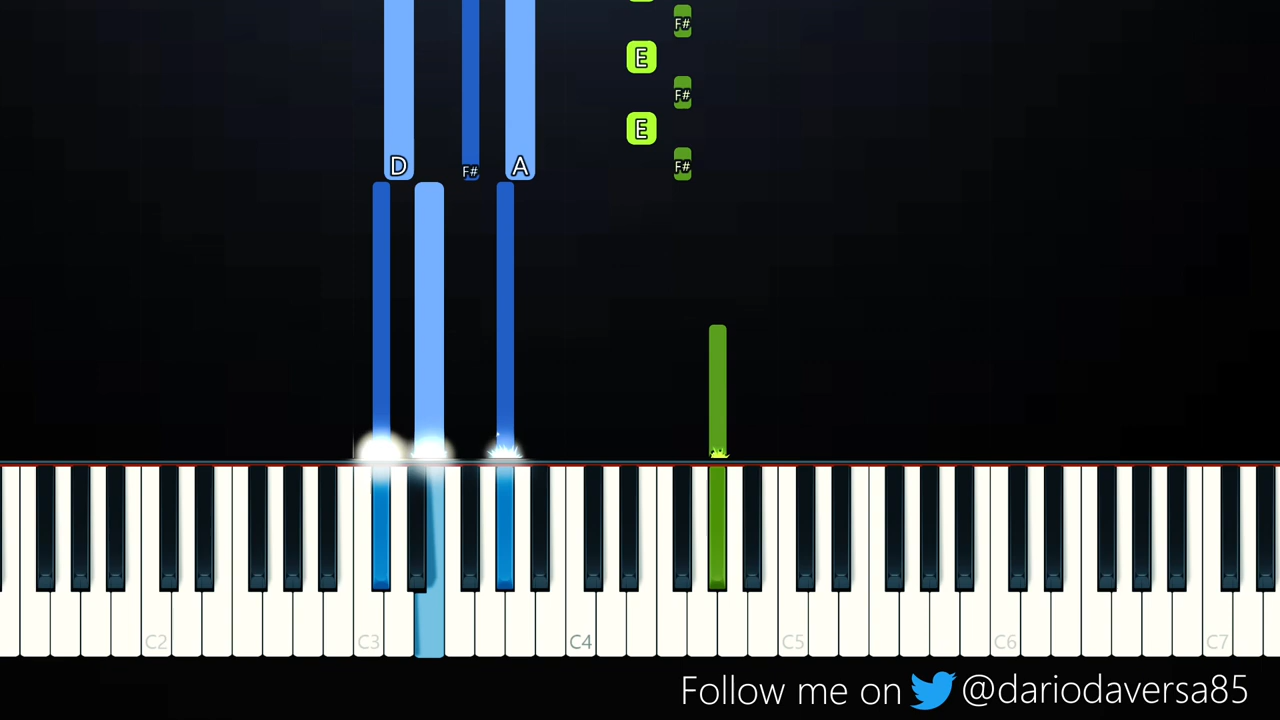 F#
E
F#
E
D F# A F#
C2 C3 C4 C5 C6 C7
Follow me on @dariodaversa85